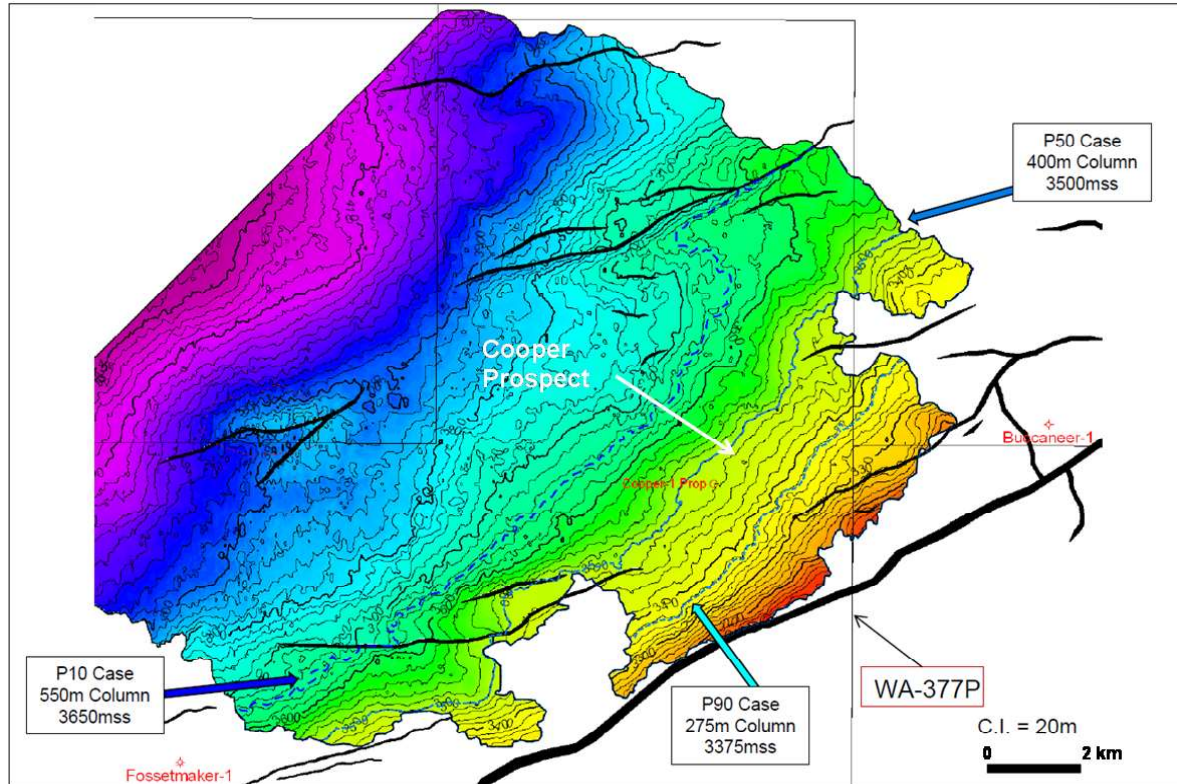 P50 Case
400m Column
3500mss
Cooper
Prospect
Buccaneer-1
Cooper-1 Prop
P10 Case
550m Column
3650mss
P90 Case
275m Column
3375mss
WA-377P
C.I. = 20m
0 2 km
Fossetmaker-1